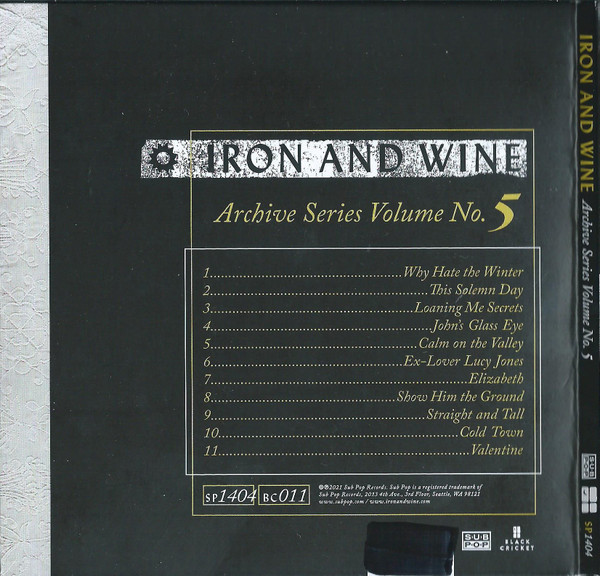 IRON AND WINE
Archive Series Volume No. 5
1................................................Why Hate the Winter
2................................................This Solemn Day
3................................................Loaning Me Secrets
4................................................John's Glass Eye
5................................................Calm on the Valley
6................................................Ex-Lover Lucy Jones
7................................................Elizabeth
8................................................Show Him the Ground
9................................................Straight and Tall
10................................................Cold Town
11................................................Valentine
SP1404 BC011
©℗2021 Sub Pop Records. Sub Pop is a registered trademark of
Sub Pop Records, 2013 4th Ave., 3rd Floor, Seattle, WA 98121
www.subpop.com / www.ironandwine.com
SUB
POP
BLACK
CRICKET
IRON AND WINE Archive Series Volume No. 5
SUB
POP
SP1404